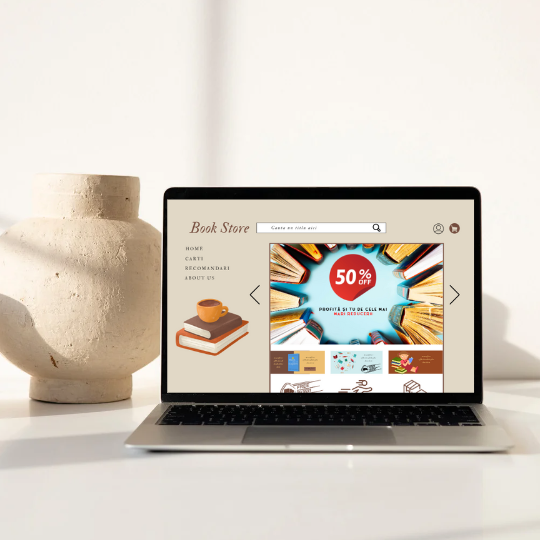 Book Store
Cauta un titlu aici
HOME
CARTI
RECOMANDARI
ABOUT US
50%
OFF
PROFITĂ ȘI TU DE CELE MAI
MARI REDUCERI